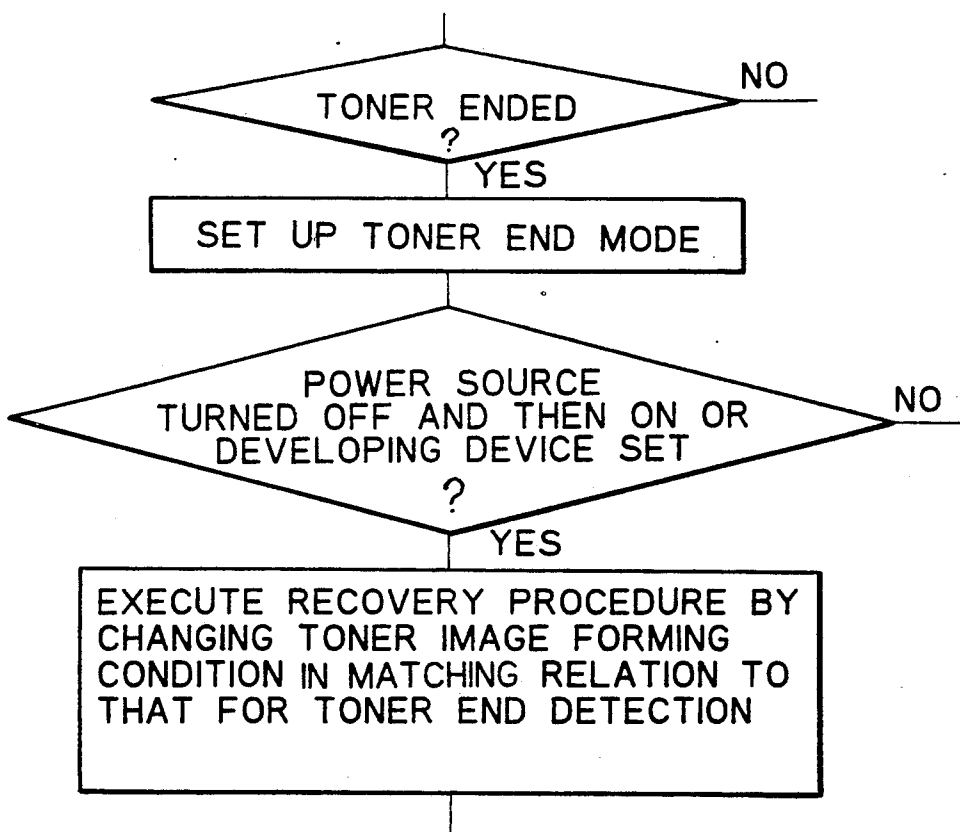 NO
TONER ENDED
?
YES
SET UP TONER END MODE
POWER SOURCE
TURNED OFF AND THEN ON OR
DEVELOPING DEVICE SET
?
NO
YES
EXECUTE RECOVERY PROCEDURE BY
CHANGING TONER IMAGE FORMING
CONDITION IN MATCHING RELATION TO
THAT FOR TONER END DETECTION